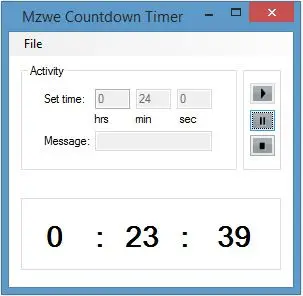 Mzwe Countdown Timer
File
Activity
Set time: 0 24 0
hrs min sec
Message:
0 : 23 : 39